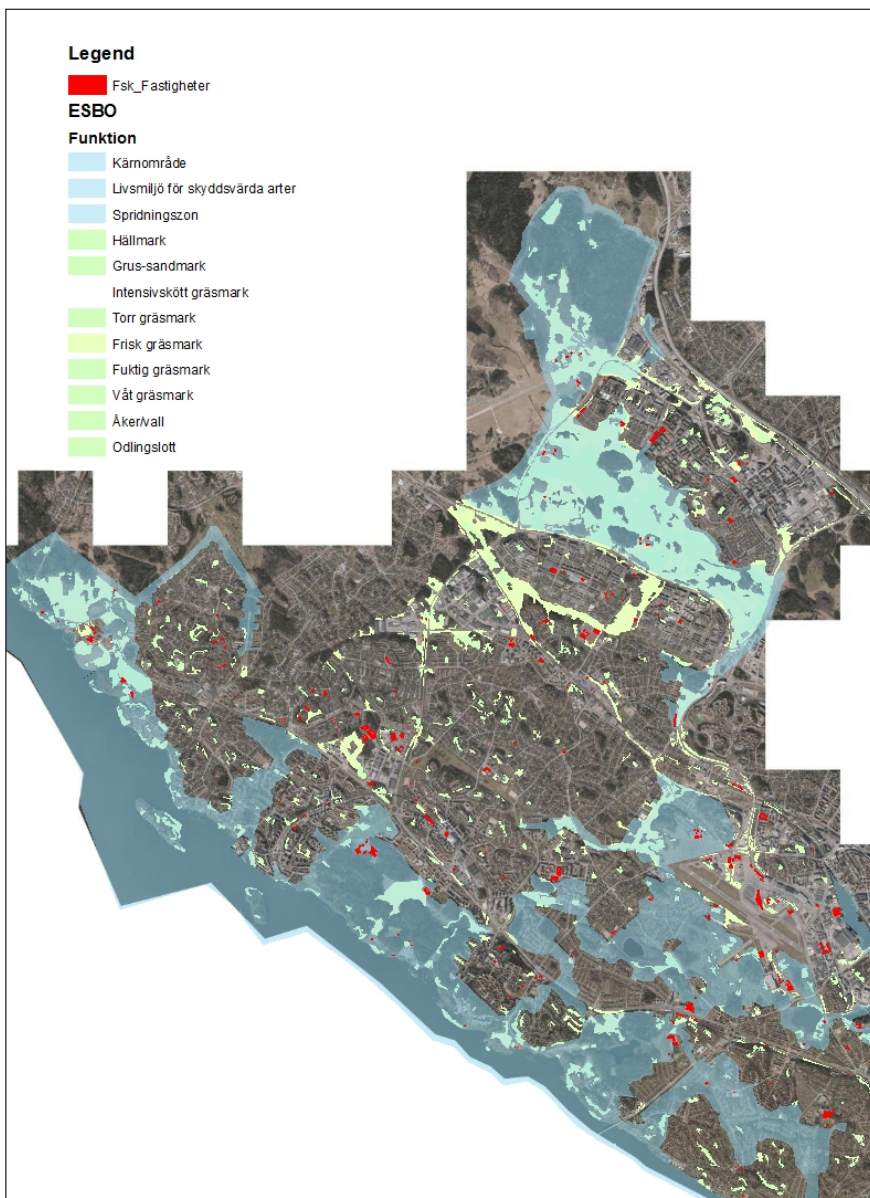 Legend
Fsk_Fastigheter
ESBO
Funktion
Kärnområde
Livsmiljö för skyddsvärda arter
Spridningszon
Hällmark
Grus-sandmark
Intensivskött gräsmark
Torr gräsmark
Frisk gräsmark
Fuktig gräsmark
Våt gräsmark
Åker/vall
Odlingslott